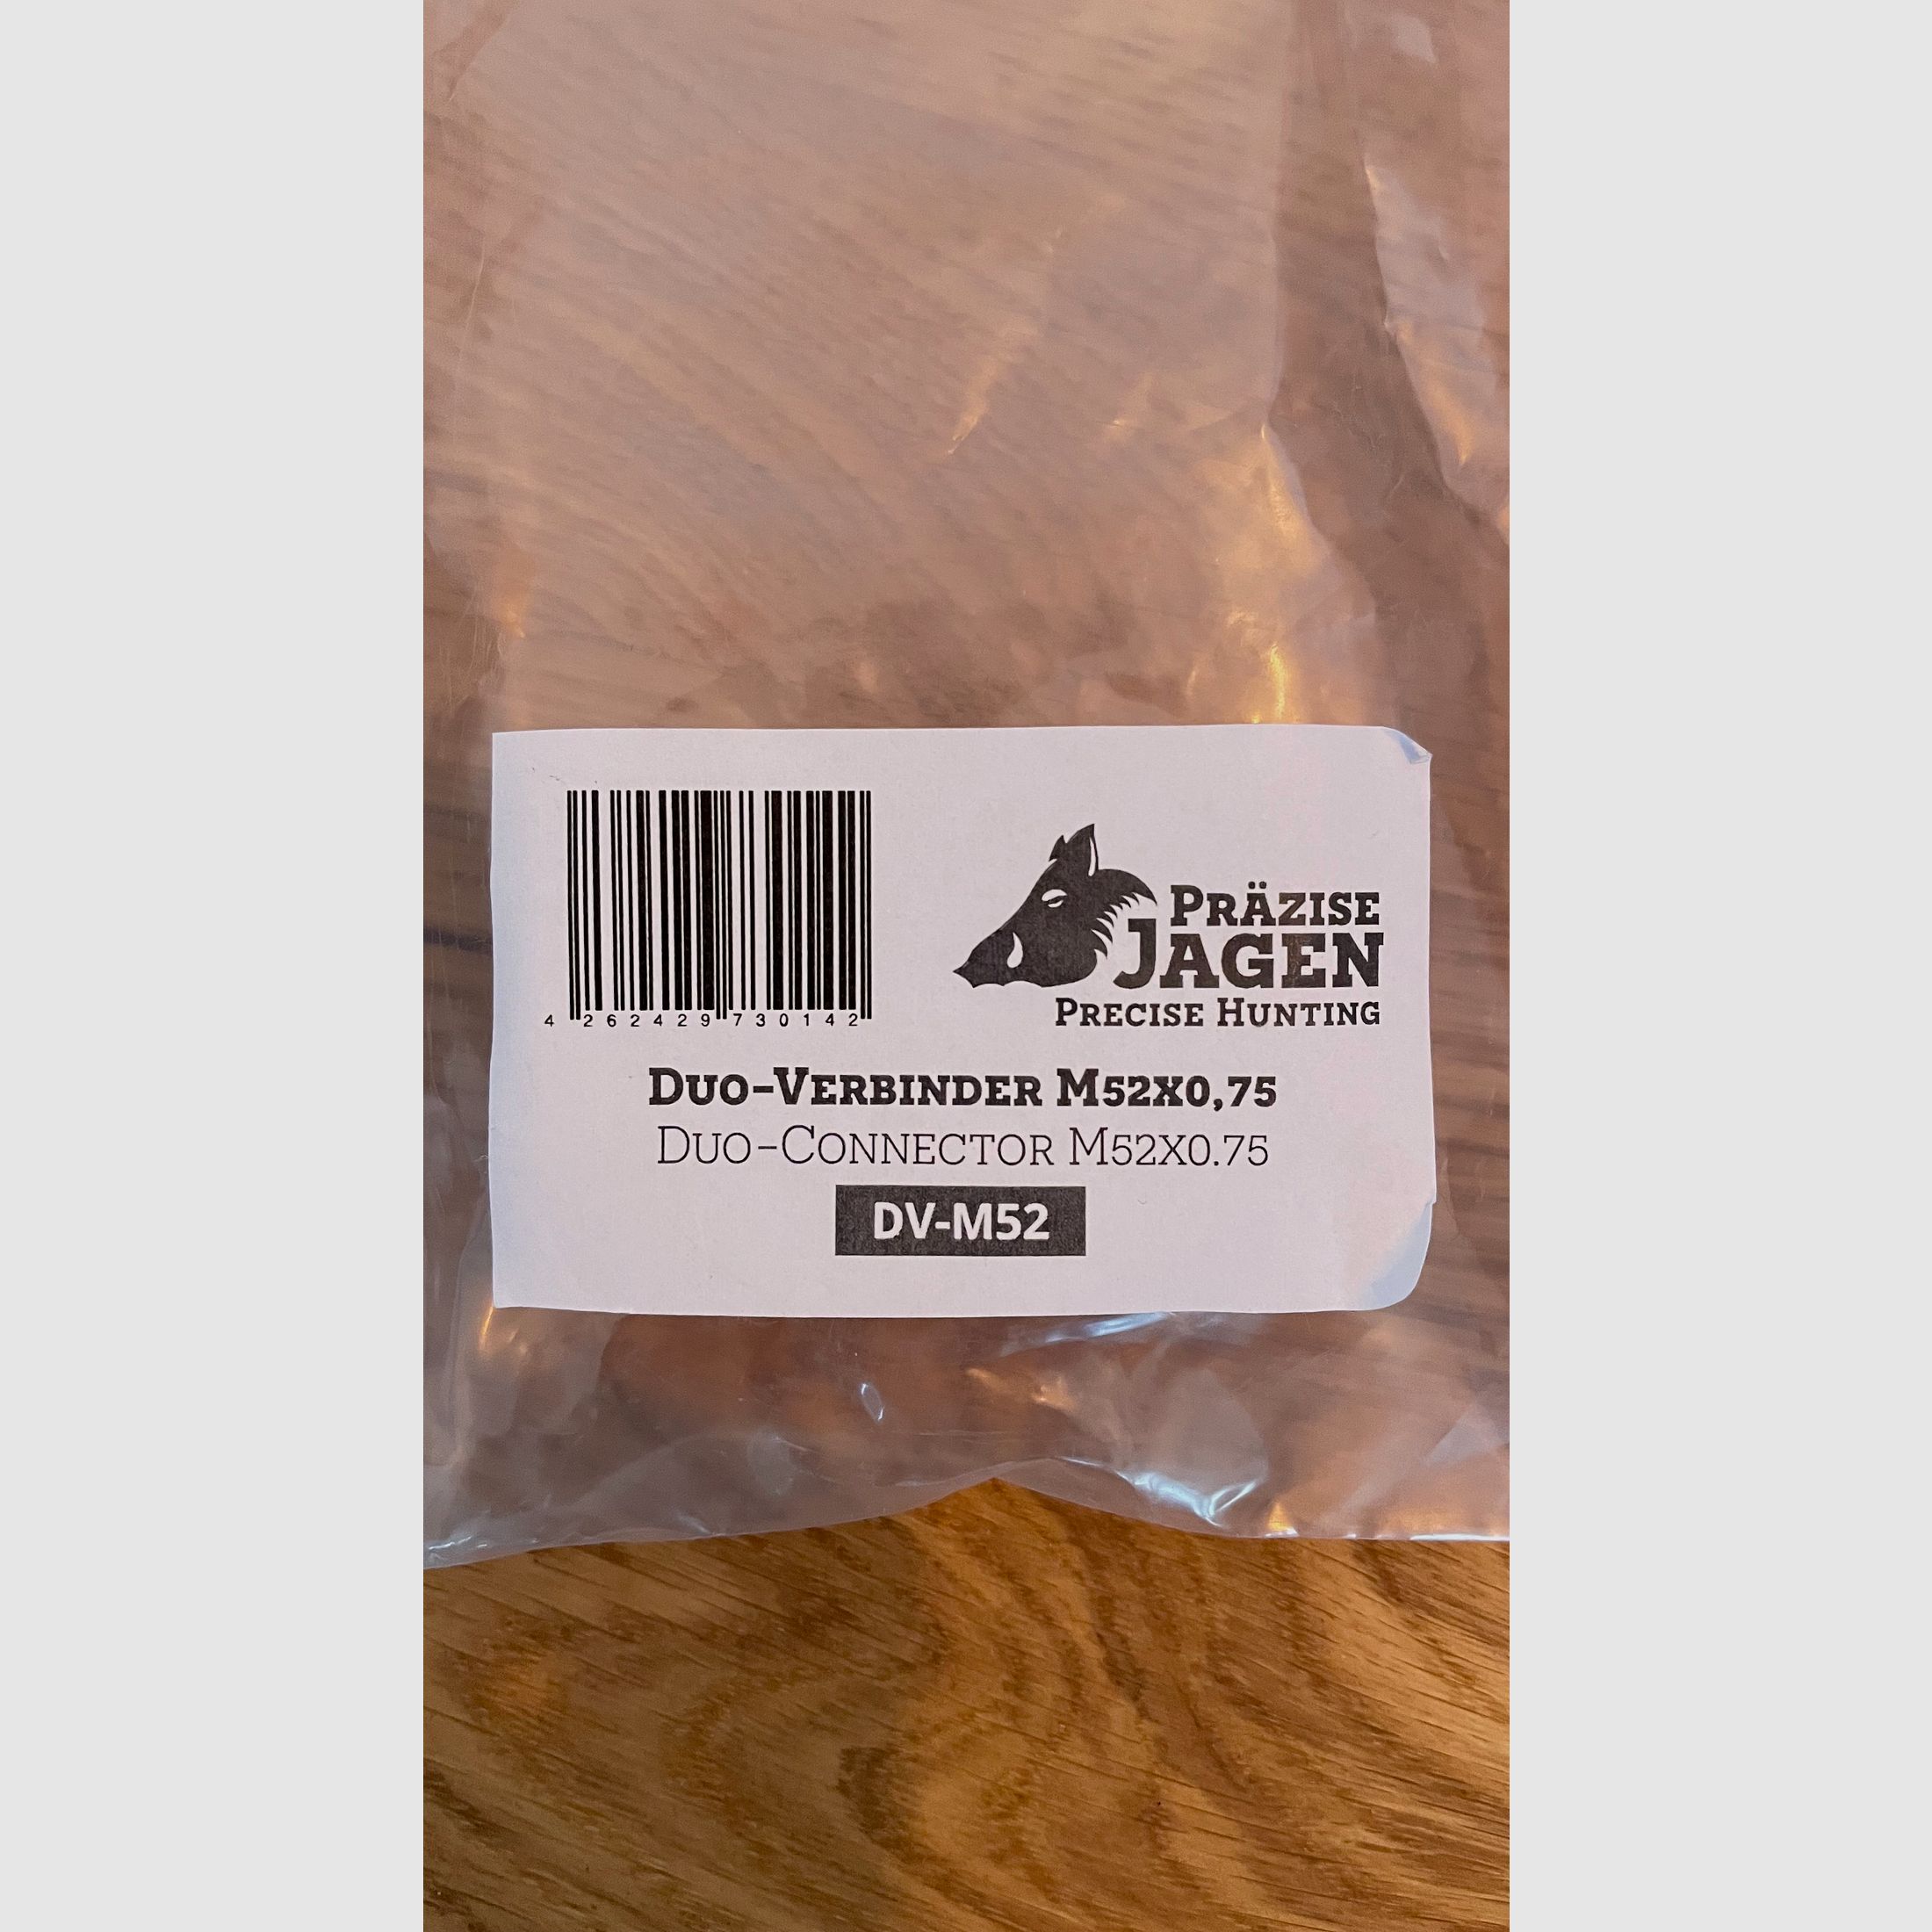 4 262429 730142
PRÄZISE
JAGEN
PRECISE HUNTING
DUO-VERBINDER M52X0,75
DUO-CONNECTOR M52X0.75
DV-M52